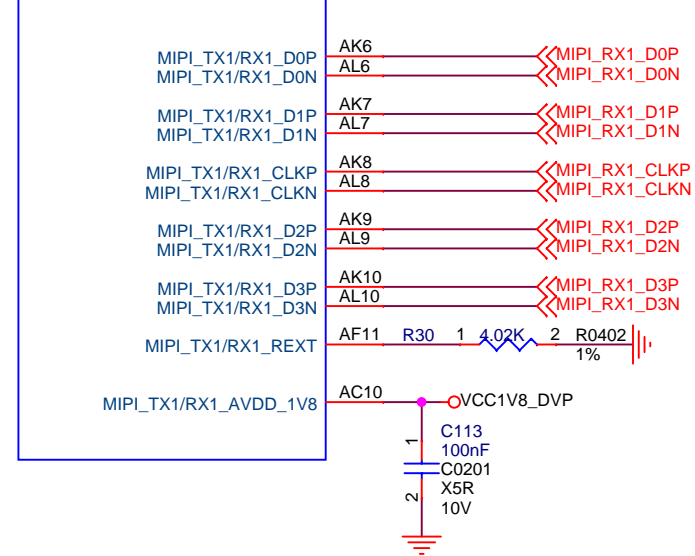 MIPI_TX1/RX1_D0P AK6 MIPI_RX1_D0P
MIPI_TX1/RX1_D0N AL6 MIPI_RX1_D0N
MIPI_TX1/RX1_D1P AK7 MIPI_RX1_D1P
MIPI_TX1/RX1_D1N AL7 MIPI_RX1_D1N
MIPI_TX1/RX1_CLKP AK8 MIPI_RX1_CLKP
MIPI_TX1/RX1_CLKN AL8 MIPI_RX1_CLKN
MIPI_TX1/RX1_D2P AK9 MIPI_RX1_D2P
MIPI_TX1/RX1_D2N AL9 MIPI_RX1_D2N
MIPI_TX1/RX1_D3P AK10 MIPI_RX1_D3P
MIPI_TX1/RX1_D3N AL10 MIPI_RX1_D3N
MIPI_TX1/RX1_REXT AF11 R30 1 4.02K 2 R0402
1%
MIPI_TX1/RX1_AVDD_1V8 AC10 VCC1V8_DVP
1 C113
100nF
C0201
2 X5R
10V